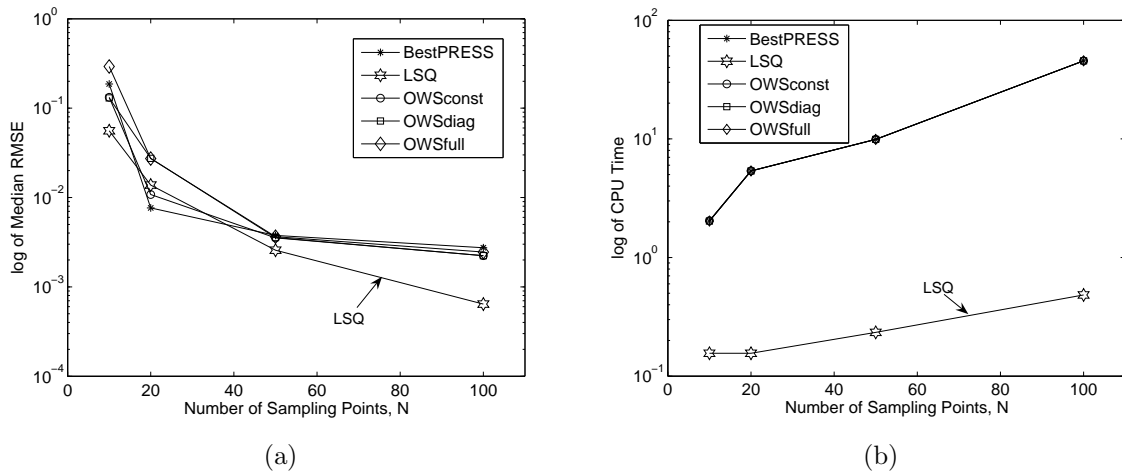 log of Median RMSE
10^0
10^-1
10^-2
10^-3
10^-4
BestPRESS
LSQ
OWSconst
OWSdiag
OWSfull
LSQ
0 20 40 60 80 100
Number of Sampling Points, N
(a)
log of CPU Time
10^2
10^1
10^0
10^-1
BestPRESS
LSQ
OWSconst
OWSdiag
OWSfull
LSQ
0 20 40 60 80 100
Number of Sampling Points, N
(b)